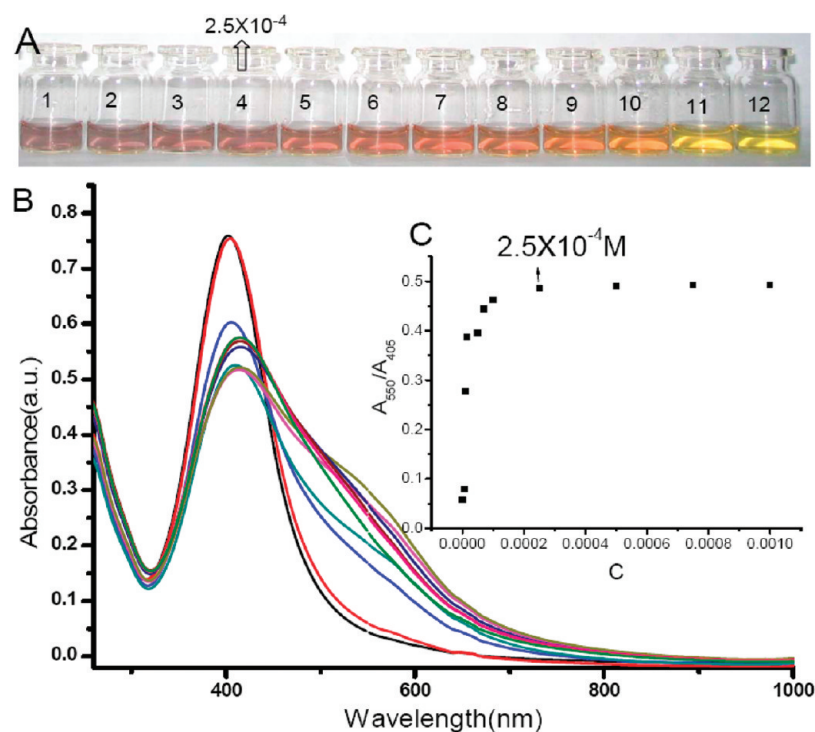 A
2.5X10⁻⁴
1 2 3 4 5 6 7 8 9 10 11 12
B
0.8
0.7
0.6
0.5
0.4
0.3
0.2
0.1
0.0
Absorbance(a.u.)
400 600 800 1000
Wavelength(nm)
C
2.5X10⁻⁴M
0.5
0.4
0.3
0.1
0.0
A₅₅₀/A₄₀₅
0.0000 0.0002 0.0004 0.0006 0.0008 0.0010
C